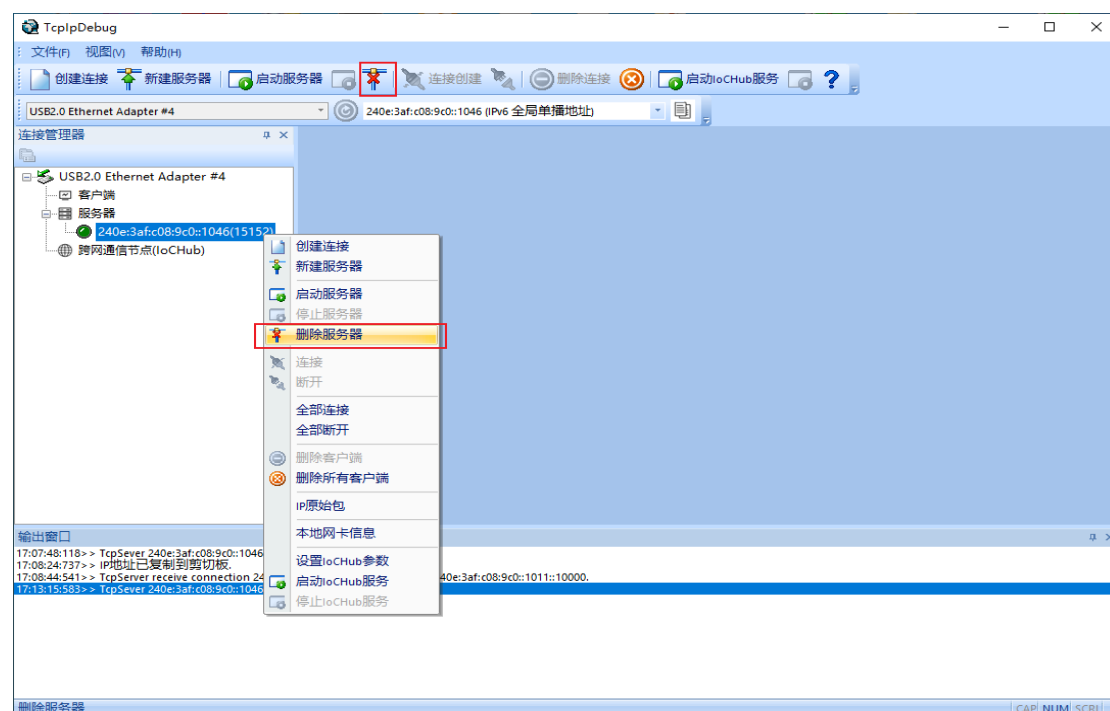 TcpIpDebug
文件(F) 视图(V) 帮助(H)
创建连接 新建服务器 启动服务器 连接创建 删除连接 启动IoCHub服务 ?
USB2.0 Ethernet Adapter #4 240e:3af:c08:9c0::1046 (IPv6 全局单播地址)
连接管理器
USB2.0 Ethernet Adapter #4
客户端
服务器
240e:3af:c08:9c0::1046(15152)
跨网通信节点(IoCHub)
创建连接
新建服务器
启动服务器
停止服务器
删除服务器
连接
断开
全部连接
全部断开
删除客户端
删除所有客户端
IP原始包
本地网卡信息
设置IoCHub参数
启动IoCHub服务
停止IoCHub服务
输出窗口
17:07:48:118>> TcpSever 240e:3af:c08:9c0::1046
17:08:24:737>> IP地址已复制到剪切板.
17:08:44:541>> TcpServer receive connection 24 40e:3af:c08:9c0::1011::10000.
17:13:15:583>> TcpSever 240e:3af:c08:9c0::1046
删除服务器 CAP NUM SCRL